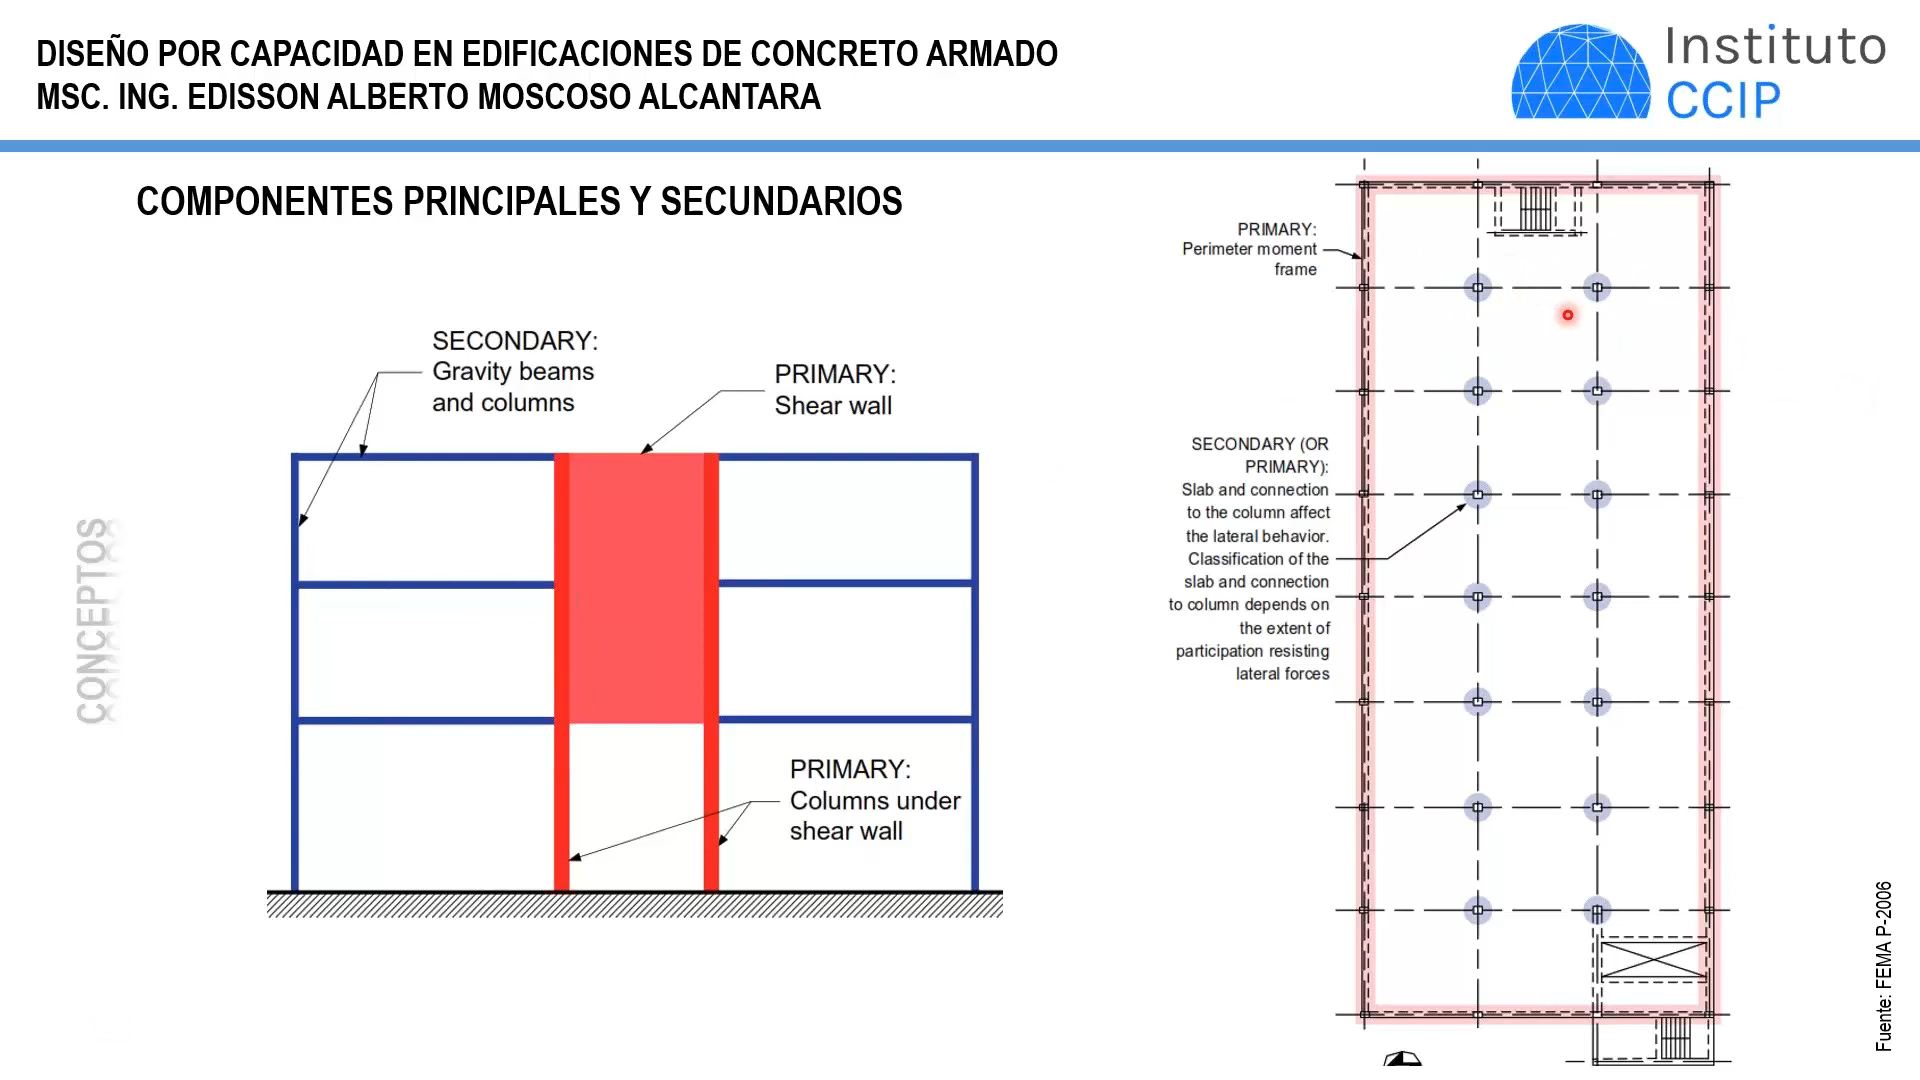 DISEÑO POR CAPACIDAD EN EDIFICACIONES DE CONCRETO ARMADO
MSC. ING. EDISSON ALBERTO MOSCOSO ALCANTARA
Instituto
CCIP
COMPONENTES PRINCIPALES Y SECUNDARIOS
CONCEPTOS
SECONDARY:
Gravity beams
and columns
PRIMARY:
Shear wall
PRIMARY:
Columns under
shear wall
PRIMARY:
Perimeter moment
frame
SECONDARY (OR
PRIMARY):
Slab and connection
to the column affect
the lateral behavior.
Classification of the
slab and connection
to column depends on
the extent of
participation resisting
lateral forces
Fuente: FEMA P-2006